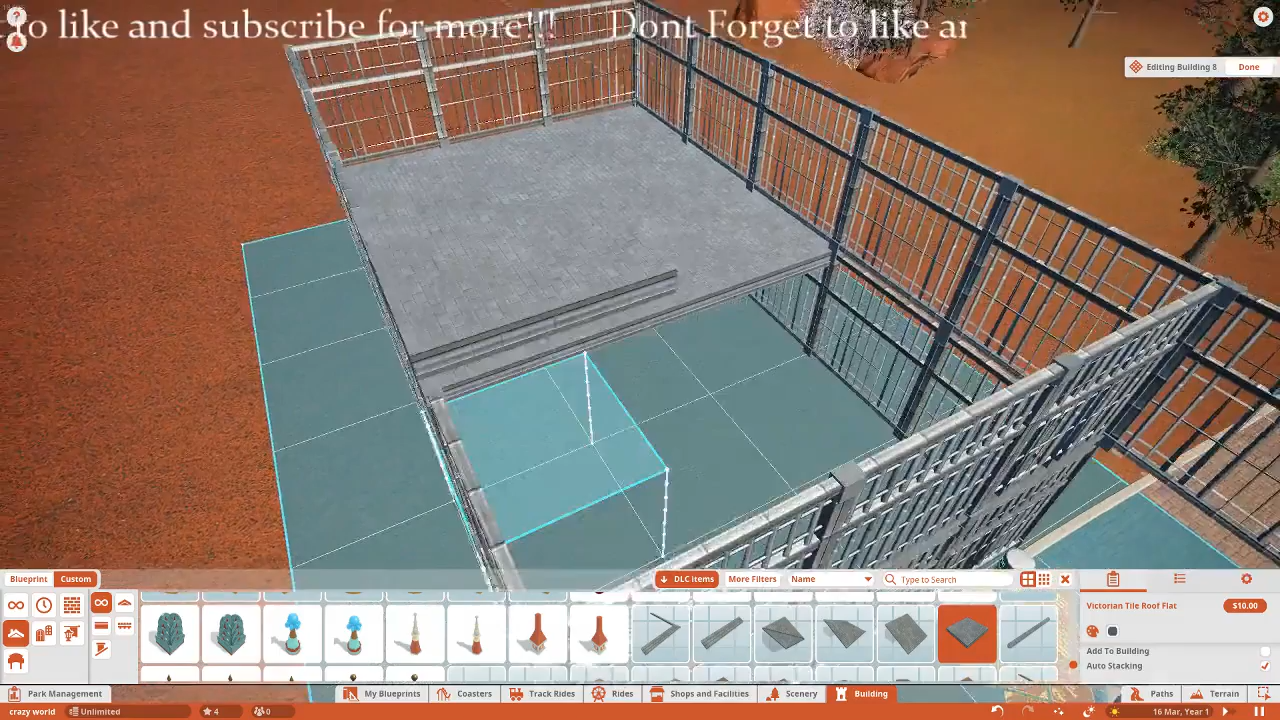 to like and subscribe for more!!! Dont Forget to like ar
Editing Building 8 Done
Blueprint Custom
DLC Items More Filters Name Type to Search
Victorian Tile Roof Flat $10.00
Add To Building
Auto Stacking
Park Management My Blueprints Coasters Track Rides Rides Shops and Facilities Scenery Building Paths Terrain
crazy world Unlimited 4 0 16 Mar, Year 1